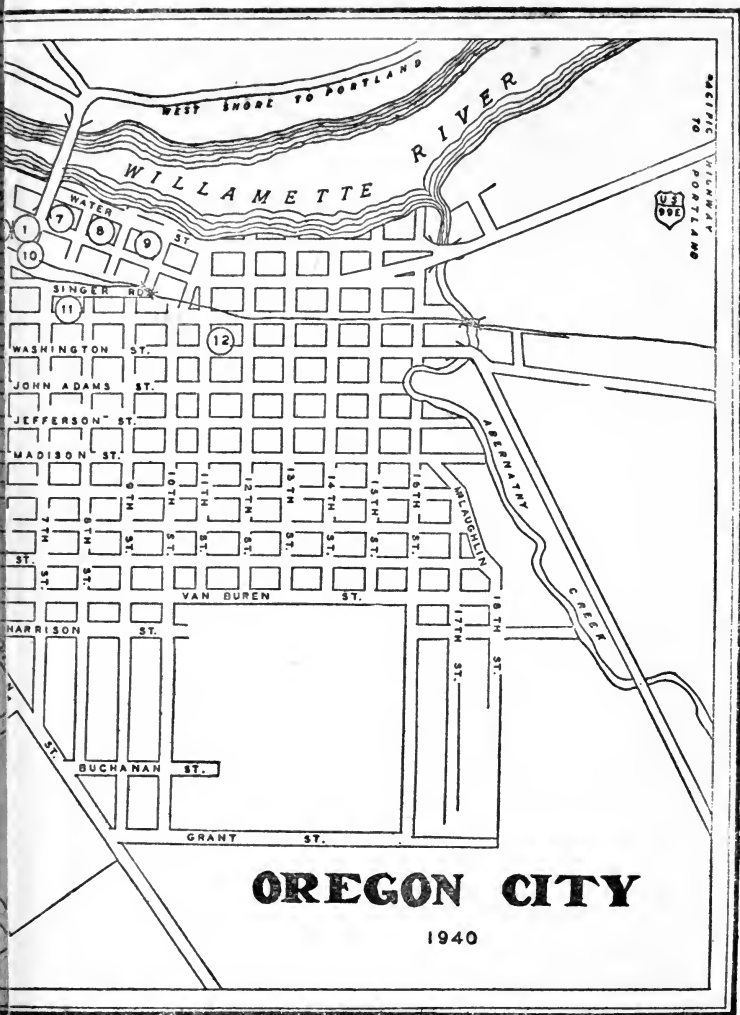 WEST SHORE TO PORTLAND
WILLAMETTE RIVER
PACIFIC HIGHWAY
TO PORTLAND
US
99E
WATER ST
1
7
8
9
10
SINGER RD
11
12
WASHINGTON ST.
JOHN ADAMS ST.
JEFFERSON ST.
MADISON ST.
7TH ST.
8TH ST.
9TH ST.
10TH ST.
11TH ST.
12TH ST.
13TH ST.
14TH ST.
15TH ST.
16TH ST.
McLAUGHLIN
ABERNATHY CREEK
ST.
VAN BUREN ST.
17TH ST.
18TH ST.
HARRISON ST.
ST.
BUCHANAN ST.
GRANT ST.
OREGON CITY
1940